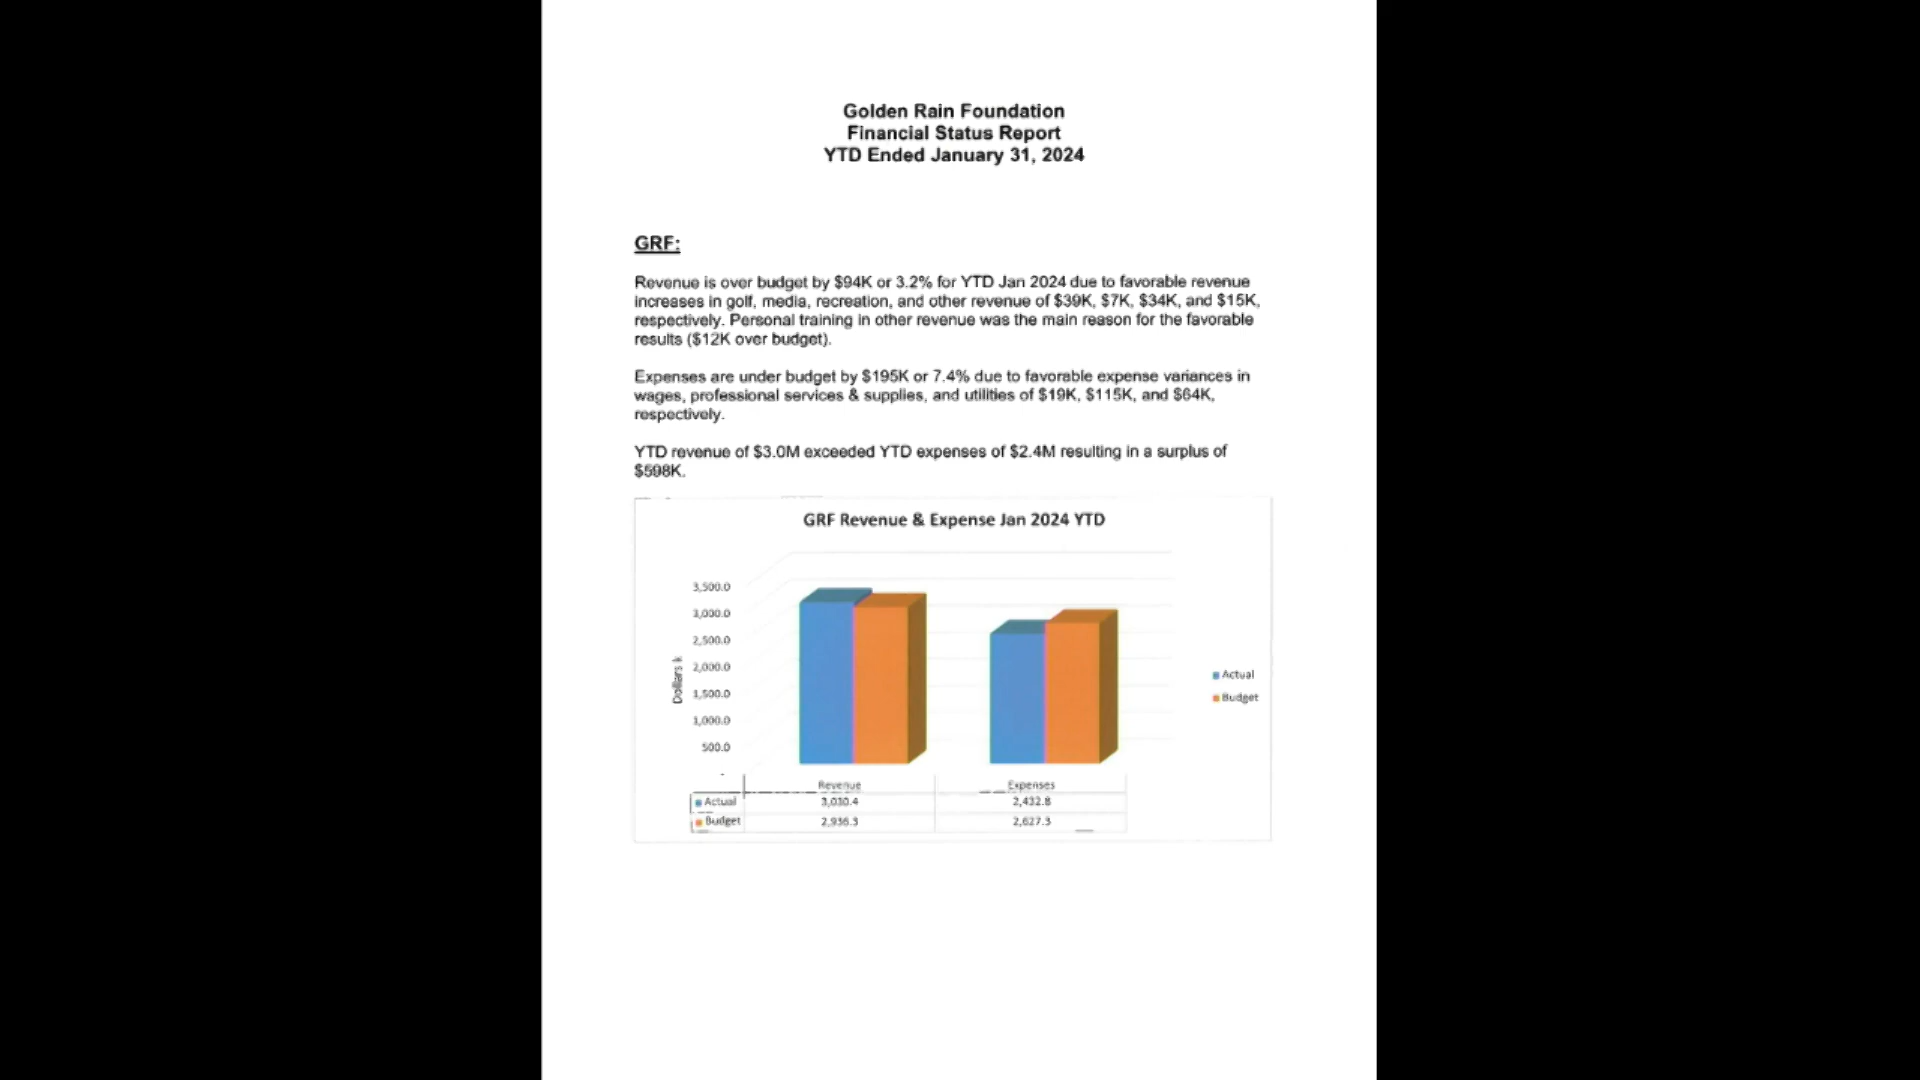 Golden Rain Foundation
Financial Status Report
YTD Ended January 31, 2024
GRF:
Revenue is over budget by $94K or 3.2% for YTD Jan 2024 due to favorable revenue
increases in golf, media, recreation, and other revenue of $39K, $7K, $34K, and $15K,
respectively. Personal training in other revenue was the main reason for the favorable
results ($12K over budget).
Expenses are under budget by $195K or 7.4% due to favorable expense variances in
wages, professional services & supplies, and utilities of $19K, $115K, and $64K,
respectively.
YTD revenue of $3.0M exceeded YTD expenses of $2.4M resulting in a surplus of
$598K.
GRF Revenue & Expense Jan 2024 YTD
Dollars k
3,500.0
3,000.0
2,500.0
2,000.0
1,500.0
1,000.0
500.0
-
Actual
Budget
Revenue Expenses
Actual 3,030.4 2,432.8
Budget 2,936.3 2,627.3